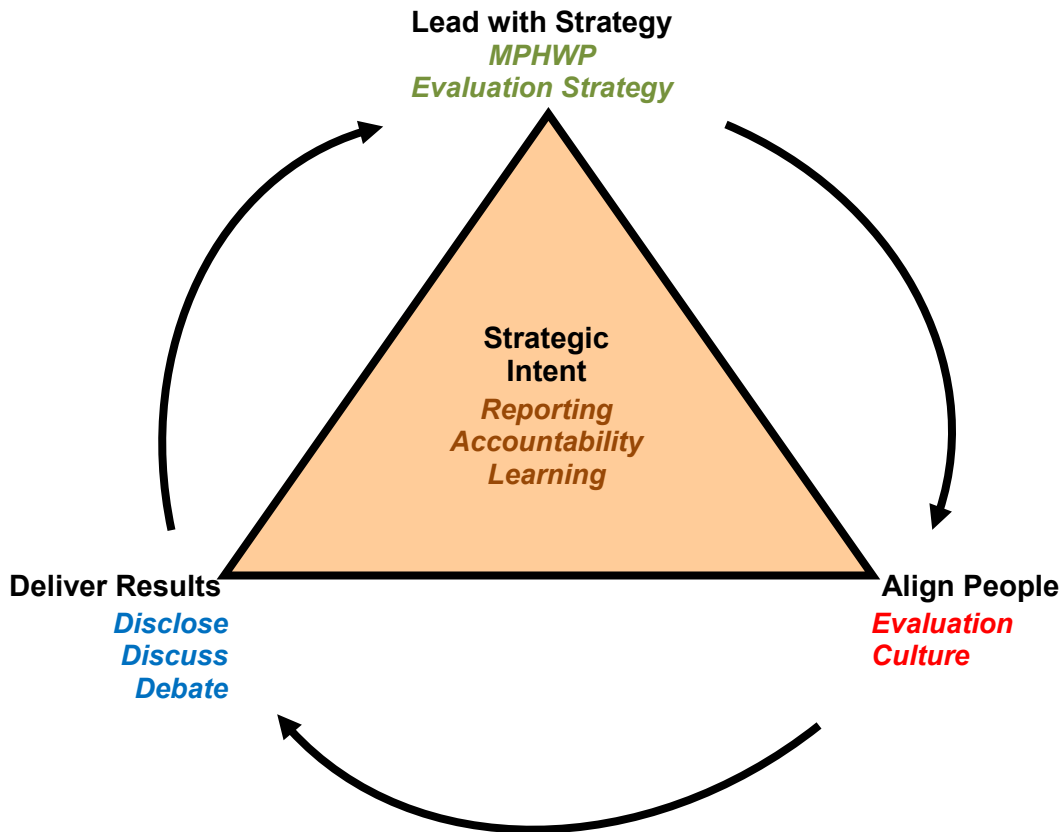 Lead with Strategy
MPHWP
Evaluation Strategy
Strategic
Intent
Reporting
Accountability
Learning
Deliver Results
Disclose
Discuss
Debate
Align People
Evaluation
Culture